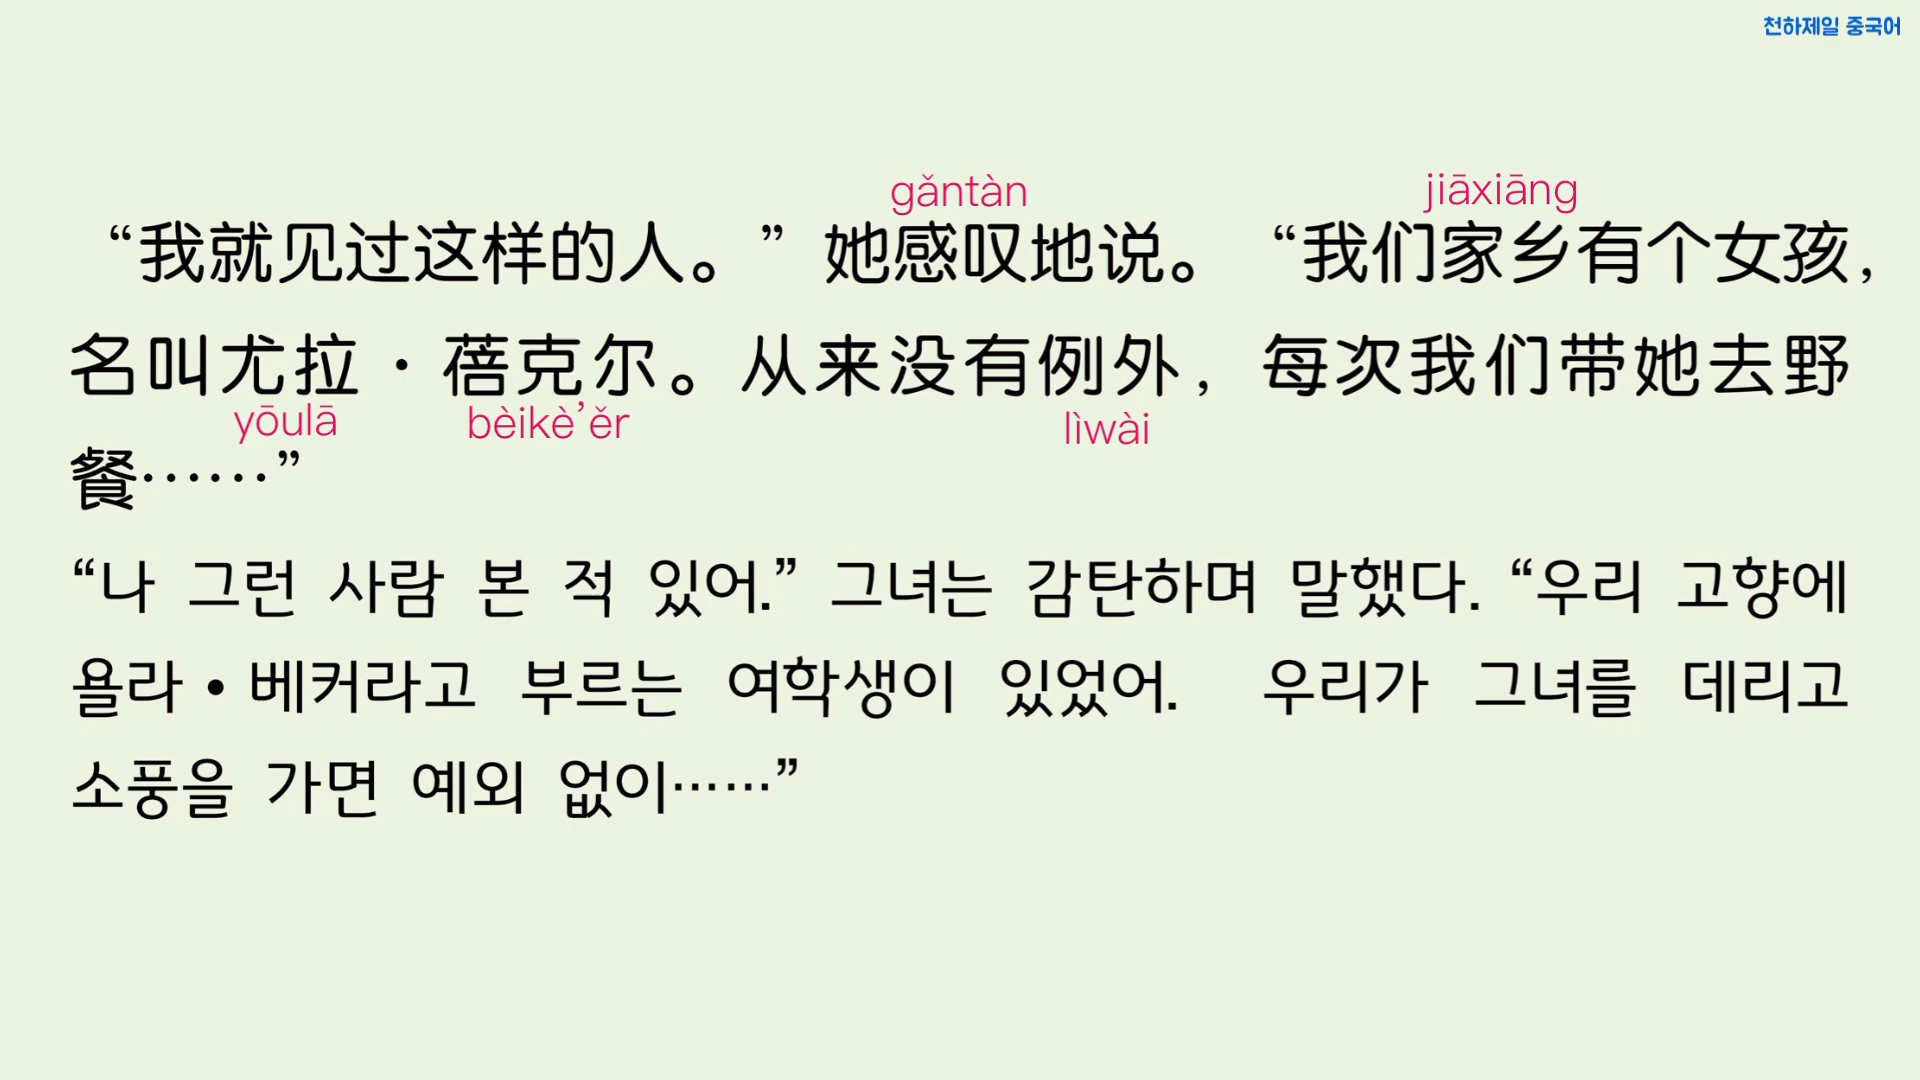 천하제일 중국어
gǎntàn jiāxiāng
“我就见过这样的人。”她感叹地说。“我们家乡有个女孩，
名叫尤拉·蓓克尔。从来没有例外，每次我们带她去野
yōulā bèikè’ěr lìwài
餐……”
“나 그런 사람 본 적 있어.” 그녀는 감탄하며 말했다. “우리 고향에
욜라•베커라고 부르는 여학생이 있었어. 우리가 그녀를 데리고
소풍을 가면 예외 없이……”